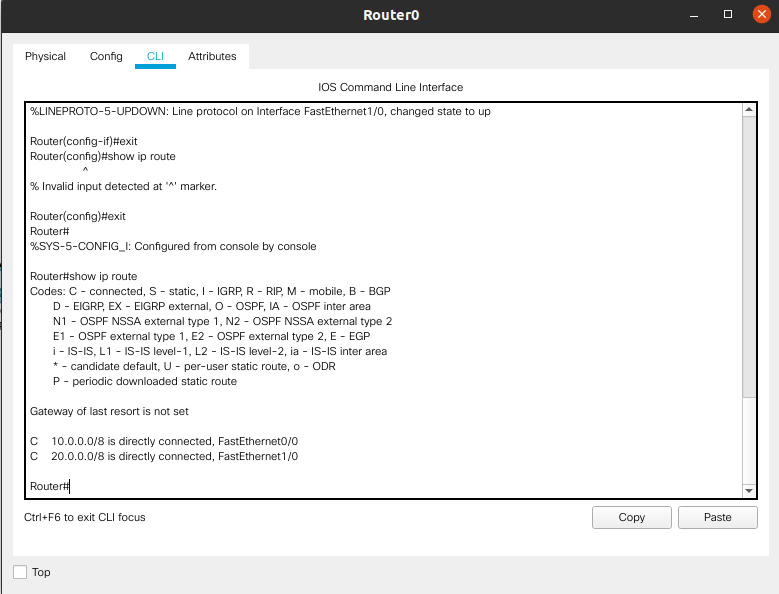 Router0
Physical Config CLI Attributes
IOS Command Line Interface
%LINEPROTO-5-UPDOWN: Line protocol on Interface FastEthernet1/0, changed state to up
Router(config-if)#exit
Router(config)#show ip route
^
% Invalid input detected at '^' marker.
Router(config)#exit
Router#
%SYS-5-CONFIG_I: Configured from console by console
Router#show ip route
Codes: C - connected, S - static, I - IGRP, R - RIP, M - mobile, B - BGP
D - EIGRP, EX - EIGRP external, O - OSPF, IA - OSPF inter area
N1 - OSPF NSSA external type 1, N2 - OSPF NSSA external type 2
E1 - OSPF external type 1, E2 - OSPF external type 2, E - EGP
i - IS-IS, L1 - IS-IS level-1, L2 - IS-IS level-2, ia - IS-IS inter area
* - candidate default, U - per-user static route, o - ODR
P - periodic downloaded static route
Gateway of last resort is not set
C 10.0.0.0/8 is directly connected, FastEthernet0/0
C 20.0.0.0/8 is directly connected, FastEthernet1/0
Router#
Ctrl+F6 to exit CLI focus
Copy Paste
Top